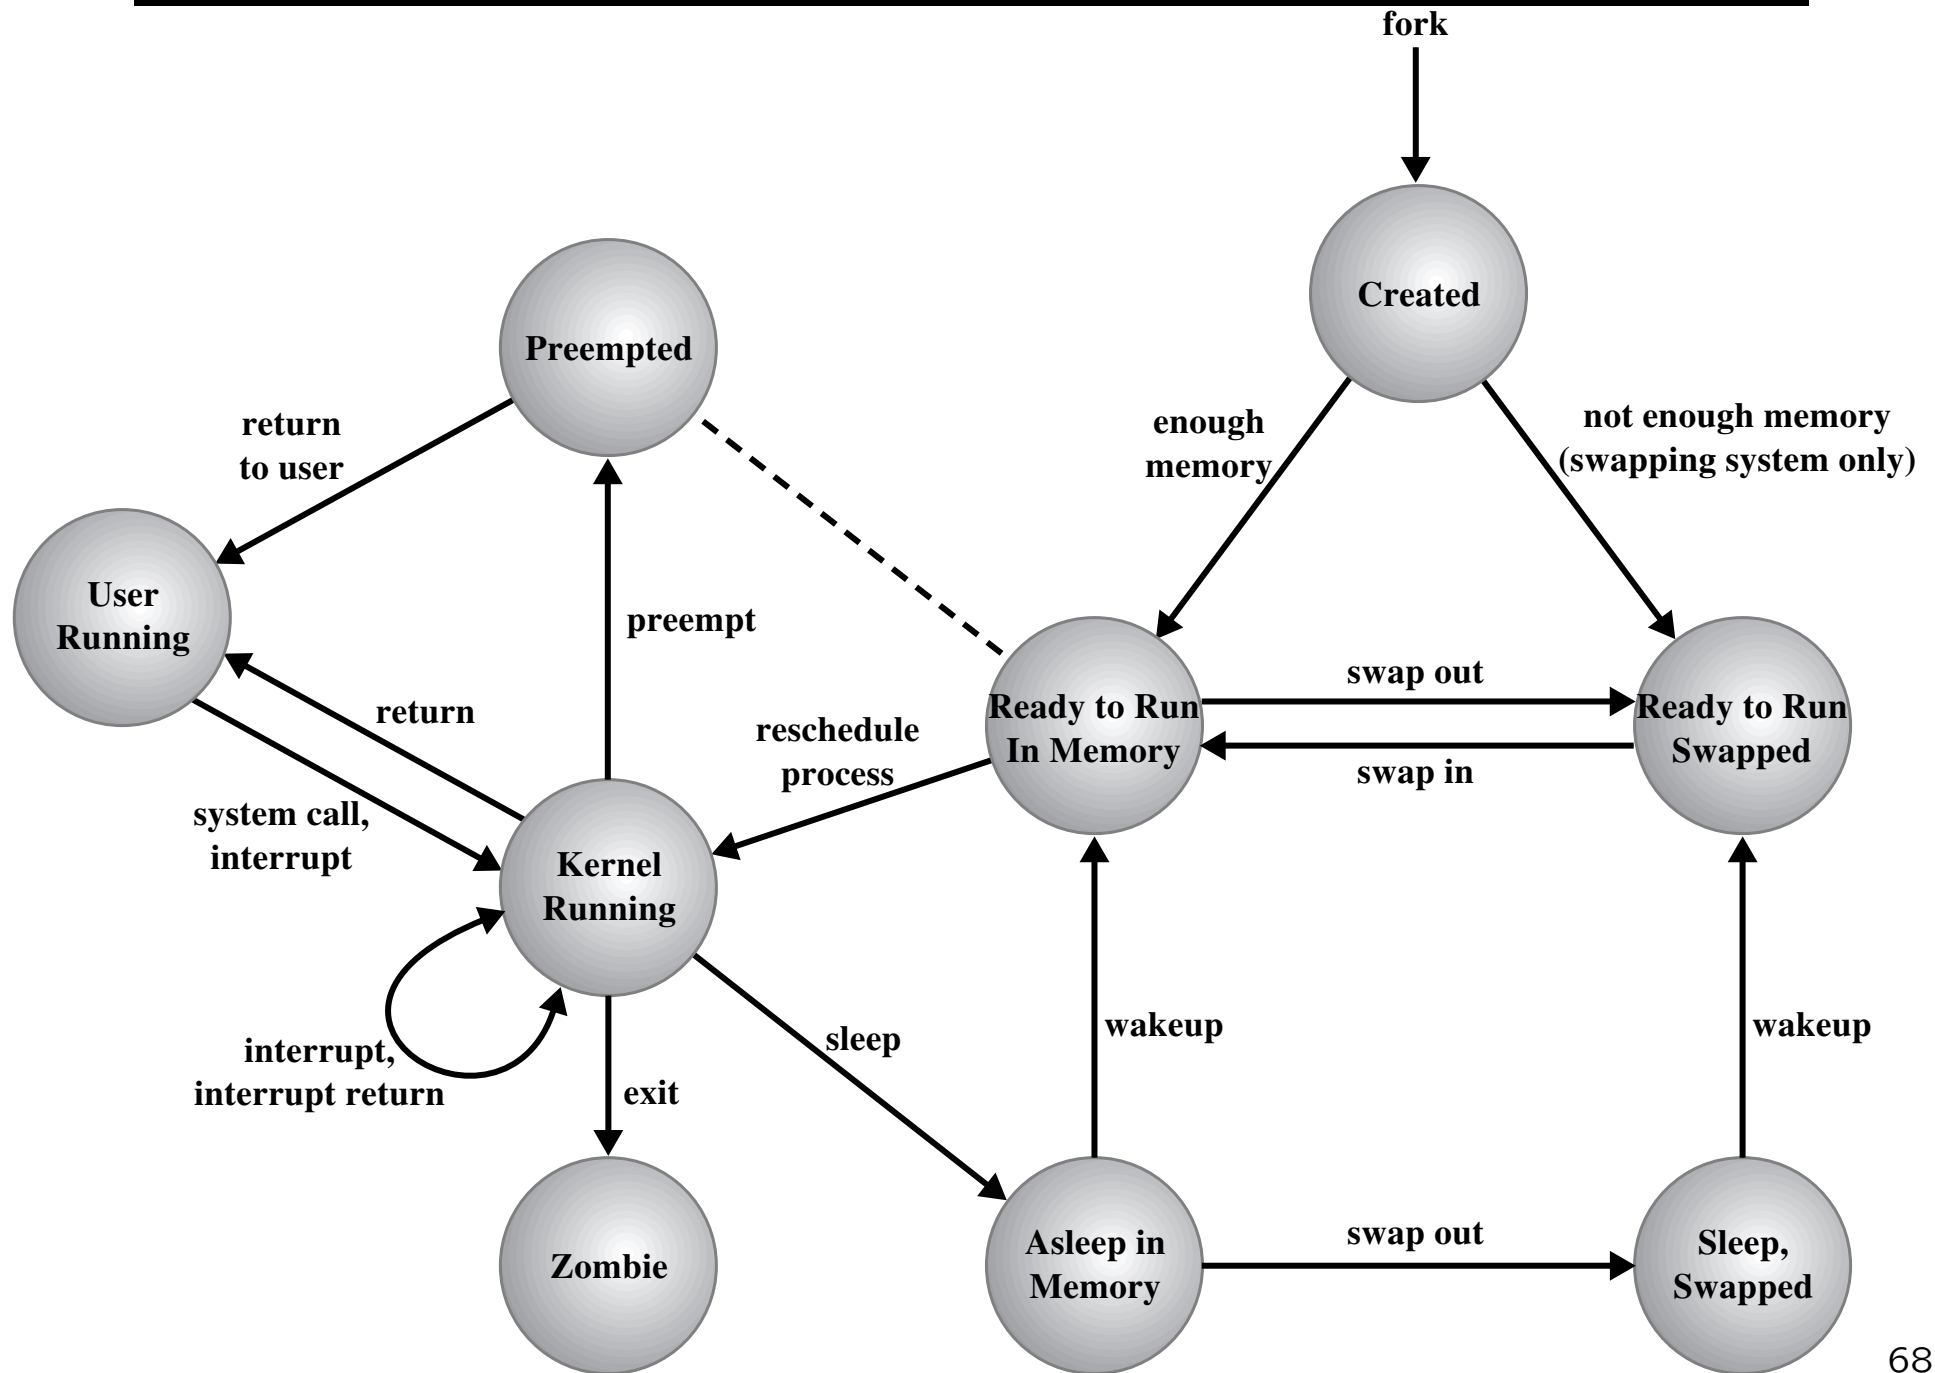 fork
Created
Preempted
return
to user
enough
memory
not enough memory
(swapping system only)
User
Running
preempt
return
reschedule
process
Ready to Run
In Memory
swap out
swap in
Ready to Run
Swapped
system call,
interrupt
Kernel
Running
interrupt,
interrupt return
exit
sleep
wakeup
wakeup
Zombie
Asleep in
Memory
swap out
Sleep,
Swapped
68